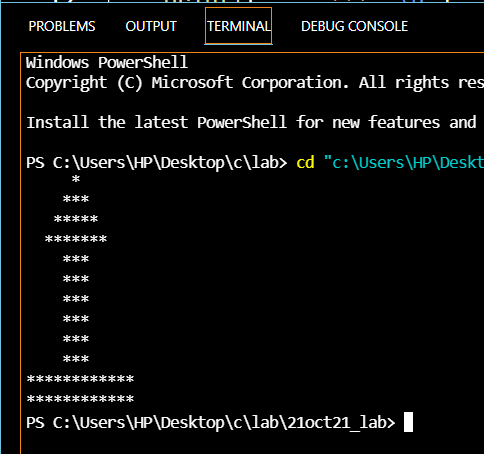 PROBLEMS OUTPUT TERMINAL DEBUG CONSOLE
Windows PowerShell
Copyright (C) Microsoft Corporation. All rights res
Install the latest PowerShell for new features and
PS C:\Users\HP\Desktop\c\lab> cd "c:\Users\HP\Deskt
     *
    ***
   *****
  *******
    ***
    ***
    ***
    ***
    ***
    ***
************
************
PS C:\Users\HP\Desktop\c\lab\21oct21_lab>